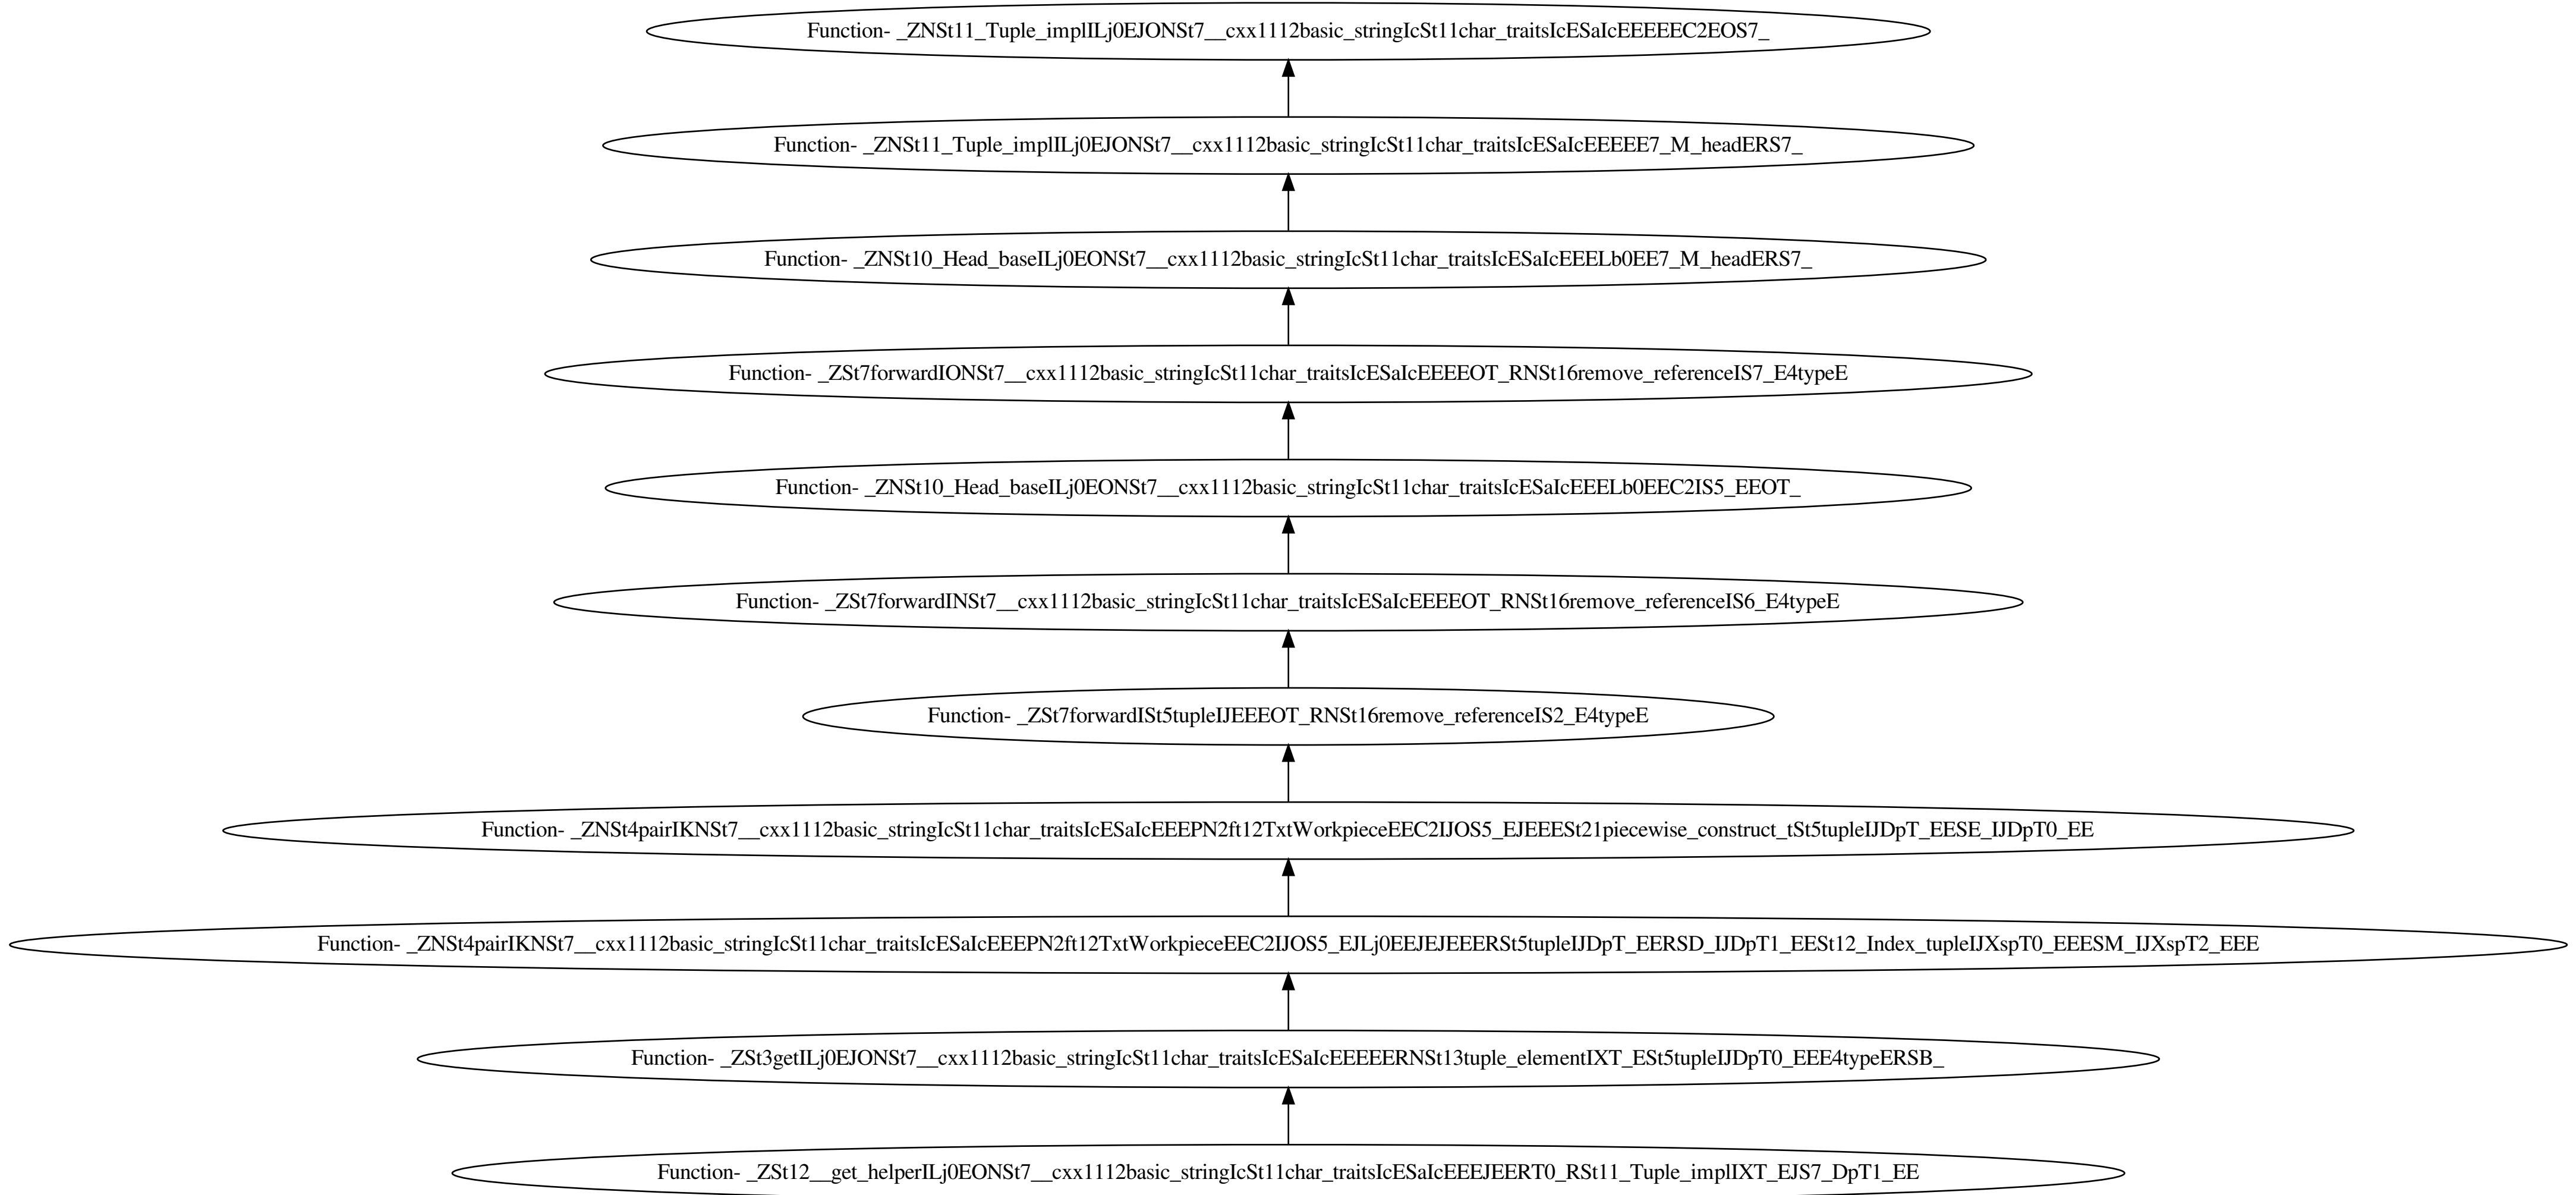 Function- _ZNSt11_Tuple_implILj0EJONSt7__cxx1112basic_stringIcSt11char_traitsIcESaIcEEEEEC2EOS7_
Function- _ZNSt11_Tuple_implILj0EJONSt7__cxx1112basic_stringIcSt11char_traitsIcESaIcEEEEE7_M_headERS7_
Function- _ZNSt10_Head_baseILj0EONSt7__cxx1112basic_stringIcSt11char_traitsIcESaIcEEELb0EE7_M_headERS7_
Function- _ZSt7forwardIONSt7__cxx1112basic_stringIcSt11char_traitsIcESaIcEEEEOT_RNSt16remove_referenceIS7_E4typeE
Function- _ZNSt10_Head_baseILj0EONSt7__cxx1112basic_stringIcSt11char_traitsIcESaIcEEELb0EEC2IS5_EEOT_
Function- _ZSt7forwardINSt7__cxx1112basic_stringIcSt11char_traitsIcESaIcEEEEOT_RNSt16remove_referenceIS6_E4typeE
Function- _ZSt7forwardISt5tupleIJEEEOT_RNSt16remove_referenceIS2_E4typeE
Function- _ZNSt4pairIKNSt7__cxx1112basic_stringIcSt11char_traitsIcESaIcEEEPN2ft12TxtWorkpieceEEC2IJOS5_EJEEESt21piecewise_construct_tSt5tupleIJDpT_EESE_IJDpT0_EE
Function- _ZNSt4pairIKNSt7__cxx1112basic_stringIcSt11char_traitsIcESaIcEEEPN2ft12TxtWorkpieceEEC2IJOS5_EJLj0EEJEJEEERSt5tupleIJDpT_EERSD_IJDpT1_EESt12_Index_tupleIJXspT0_EEESM_IJXspT2_EEE
Function- _ZSt3getILj0EJONSt7__cxx1112basic_stringIcSt11char_traitsIcESaIcEEEEERNSt13tuple_elementIXT_ESt5tupleIJDpT0_EEE4typeERSB_
Function- _ZSt12__get_helperILj0EONSt7__cxx1112basic_stringIcSt11char_traitsIcESaIcEEEJEERT0_RSt11_Tuple_implIXT_EJS7_DpT1_EE